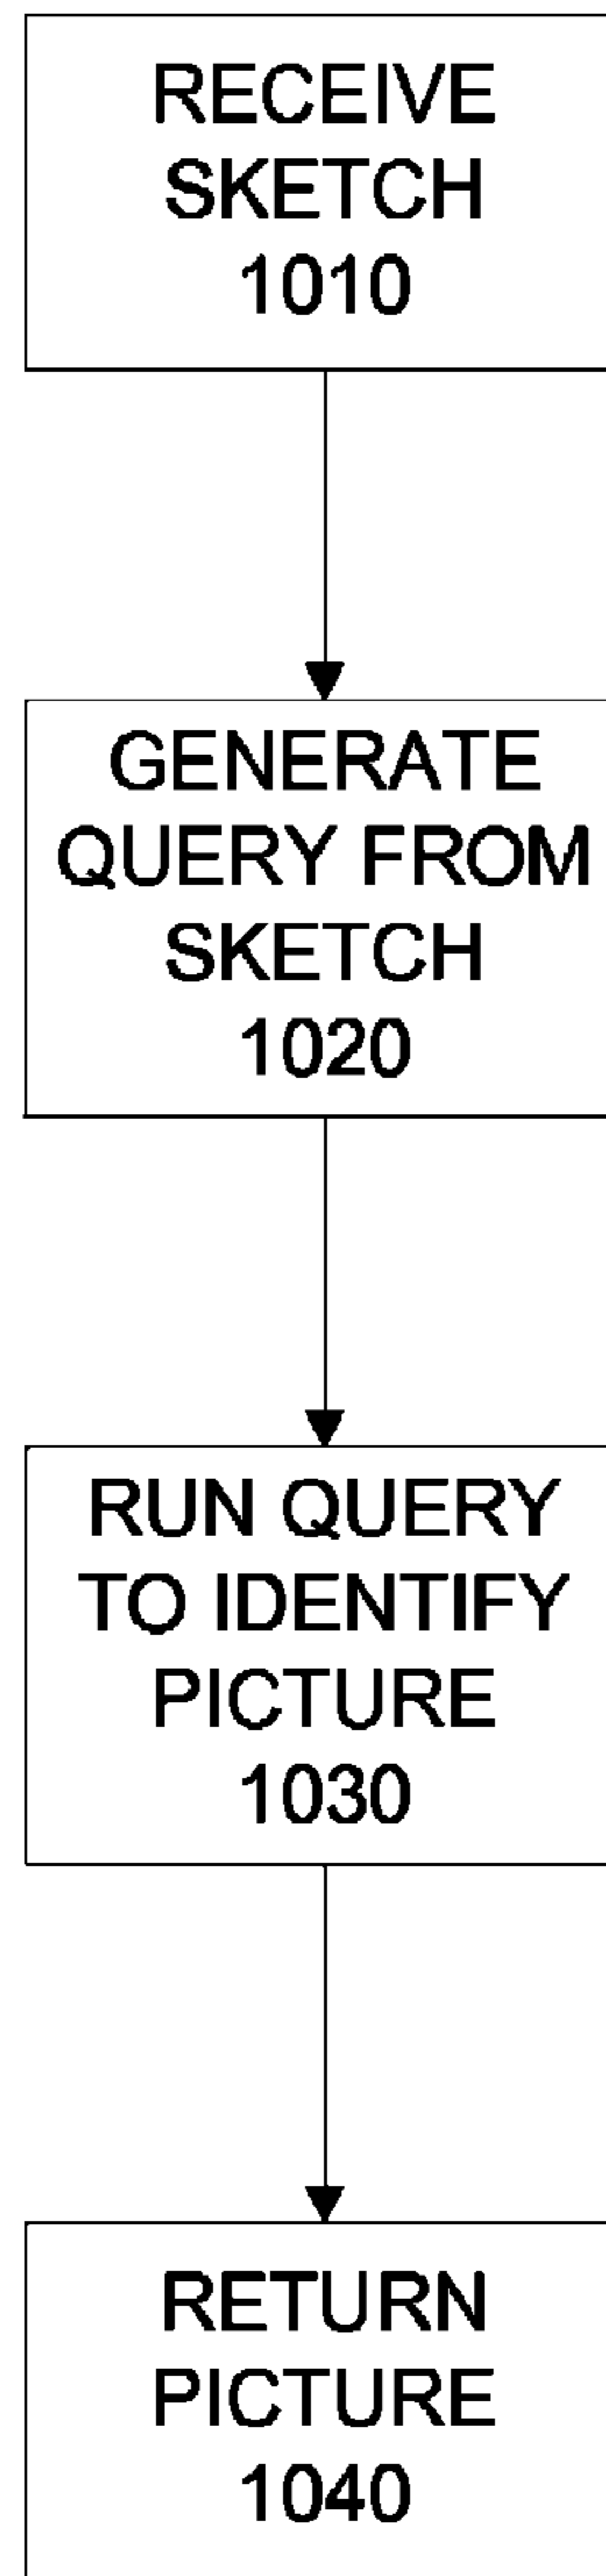 RECEIVE
SKETCH
1010
GENERATE
QUERY FROM
SKETCH
1020
RUN QUERY
TO IDENTIFY
PICTURE
1030
RETURN
PICTURE
1040